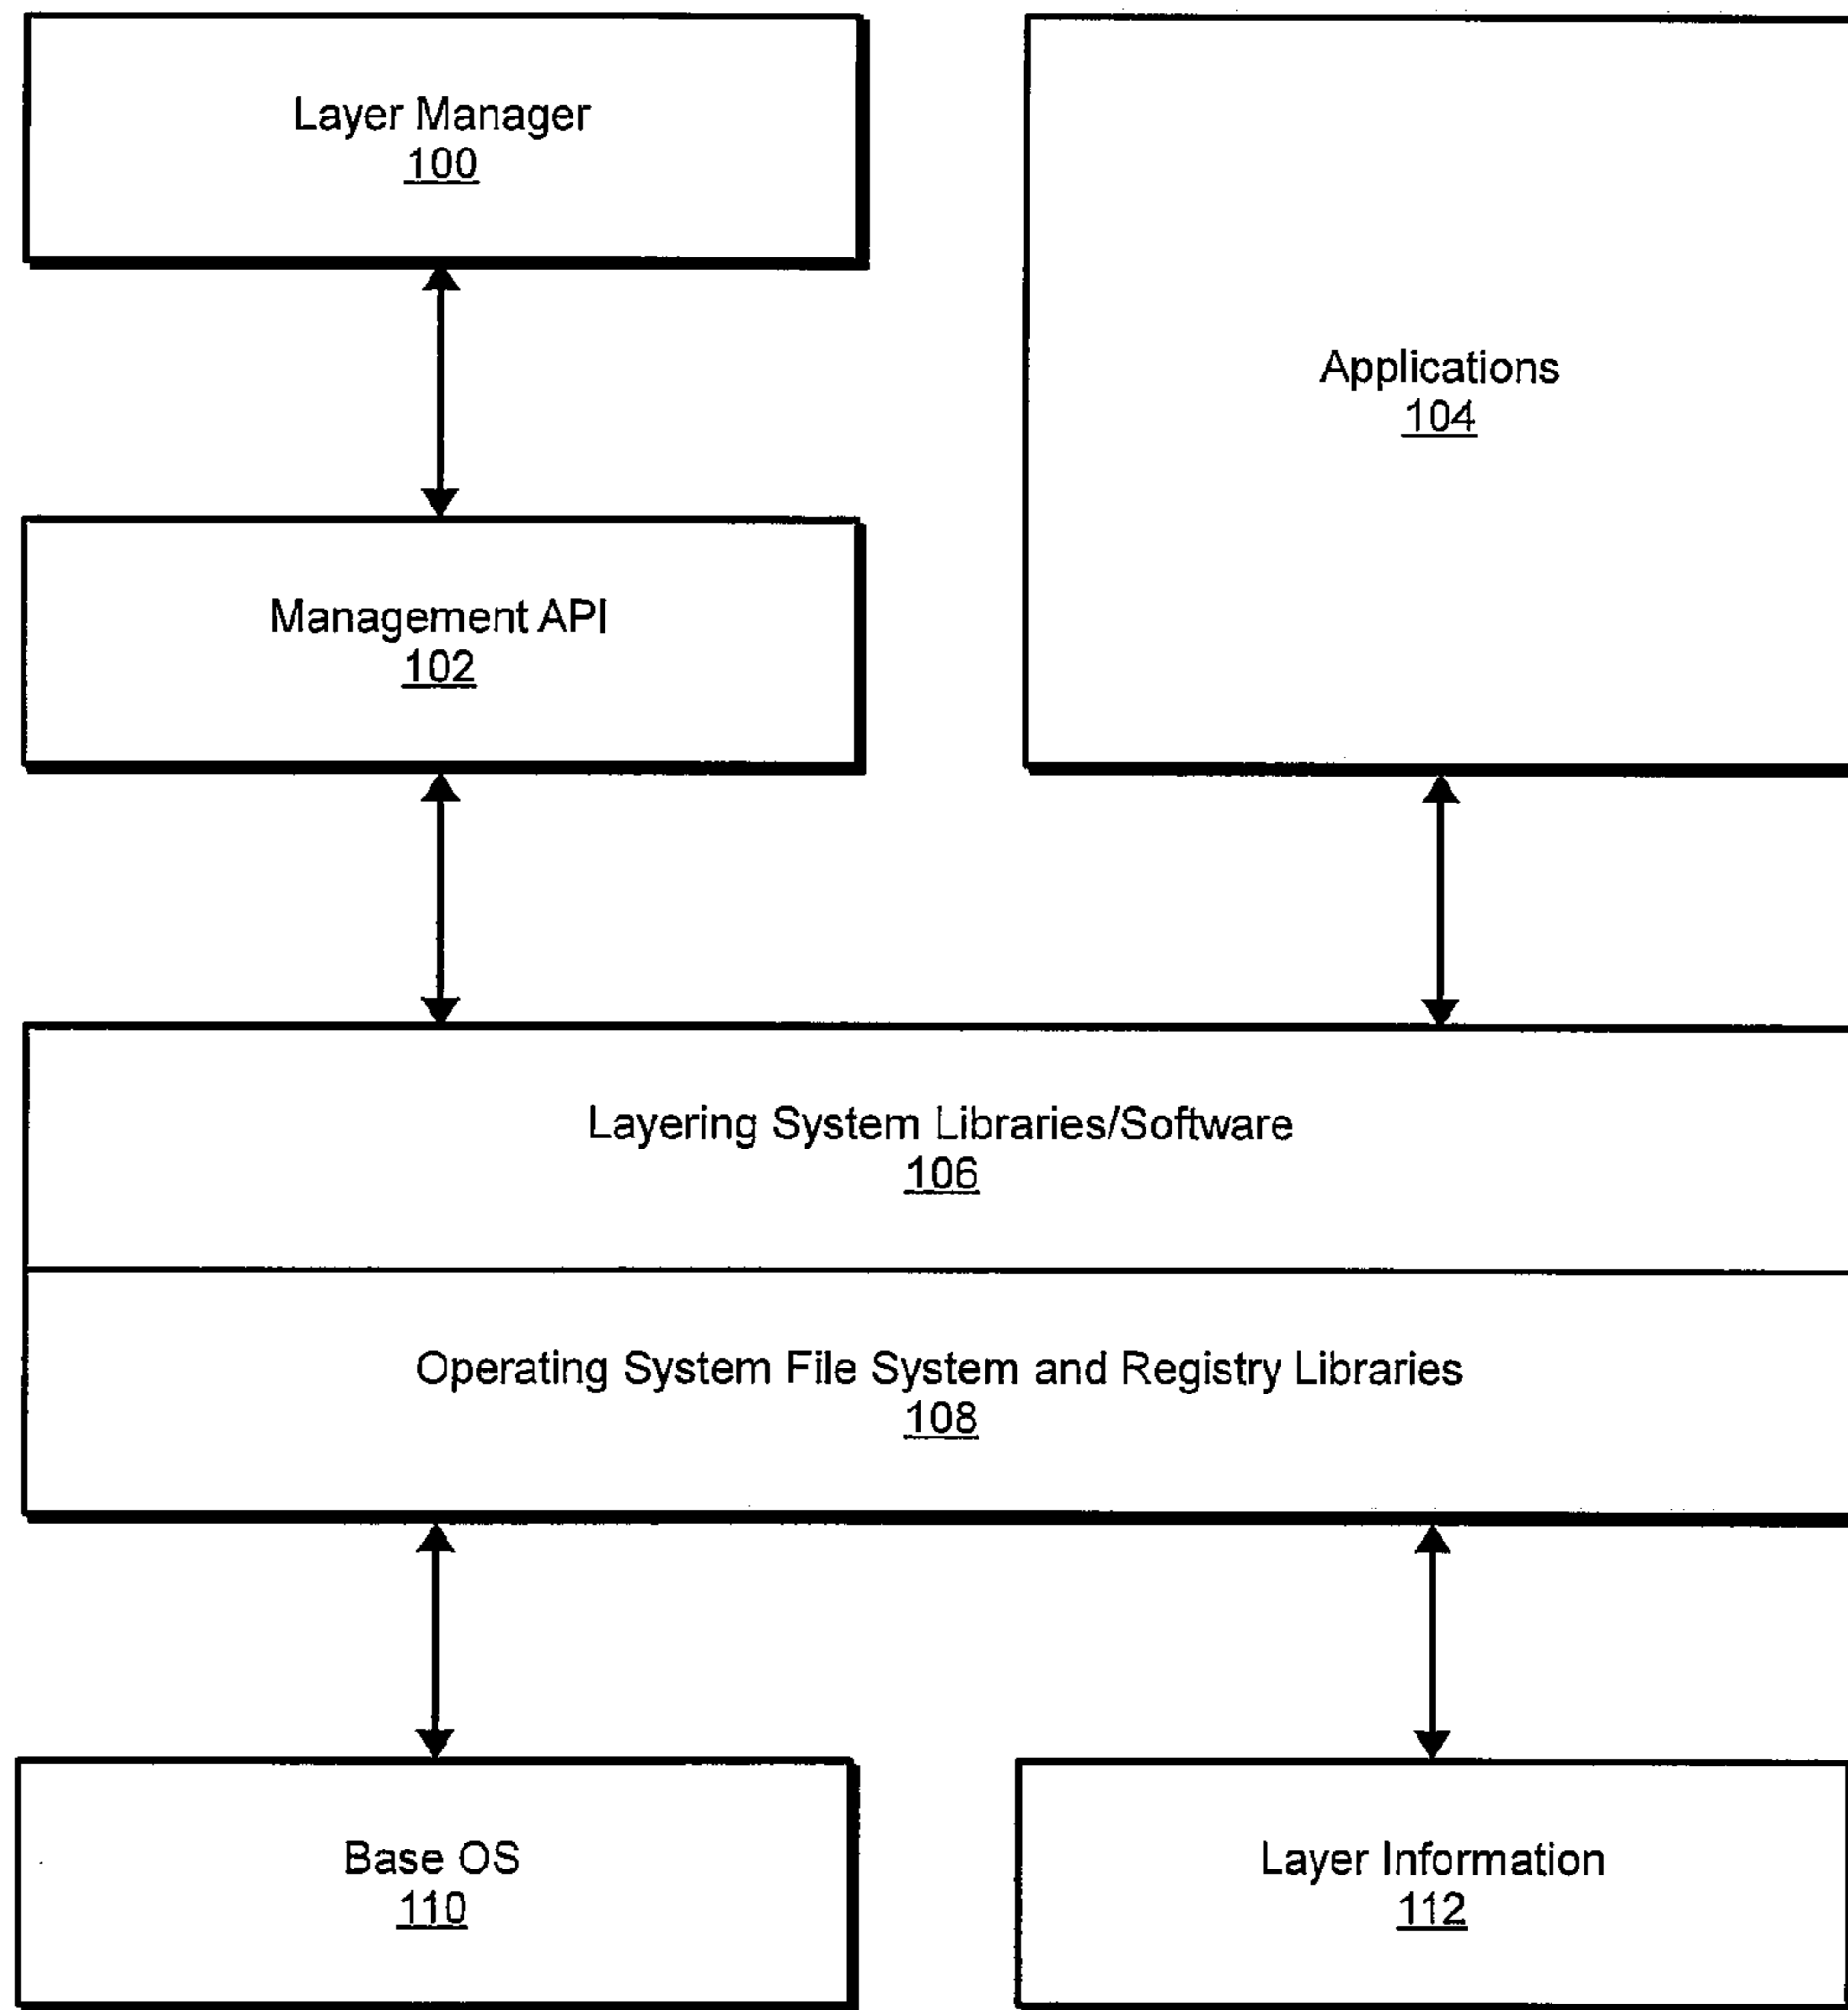 Layer Manager
100
Applications
104
Management API
102
Layering System Libraries/Software
106
Operating System File System and Registry Libraries
108
Base OS
110
Layer Information
112